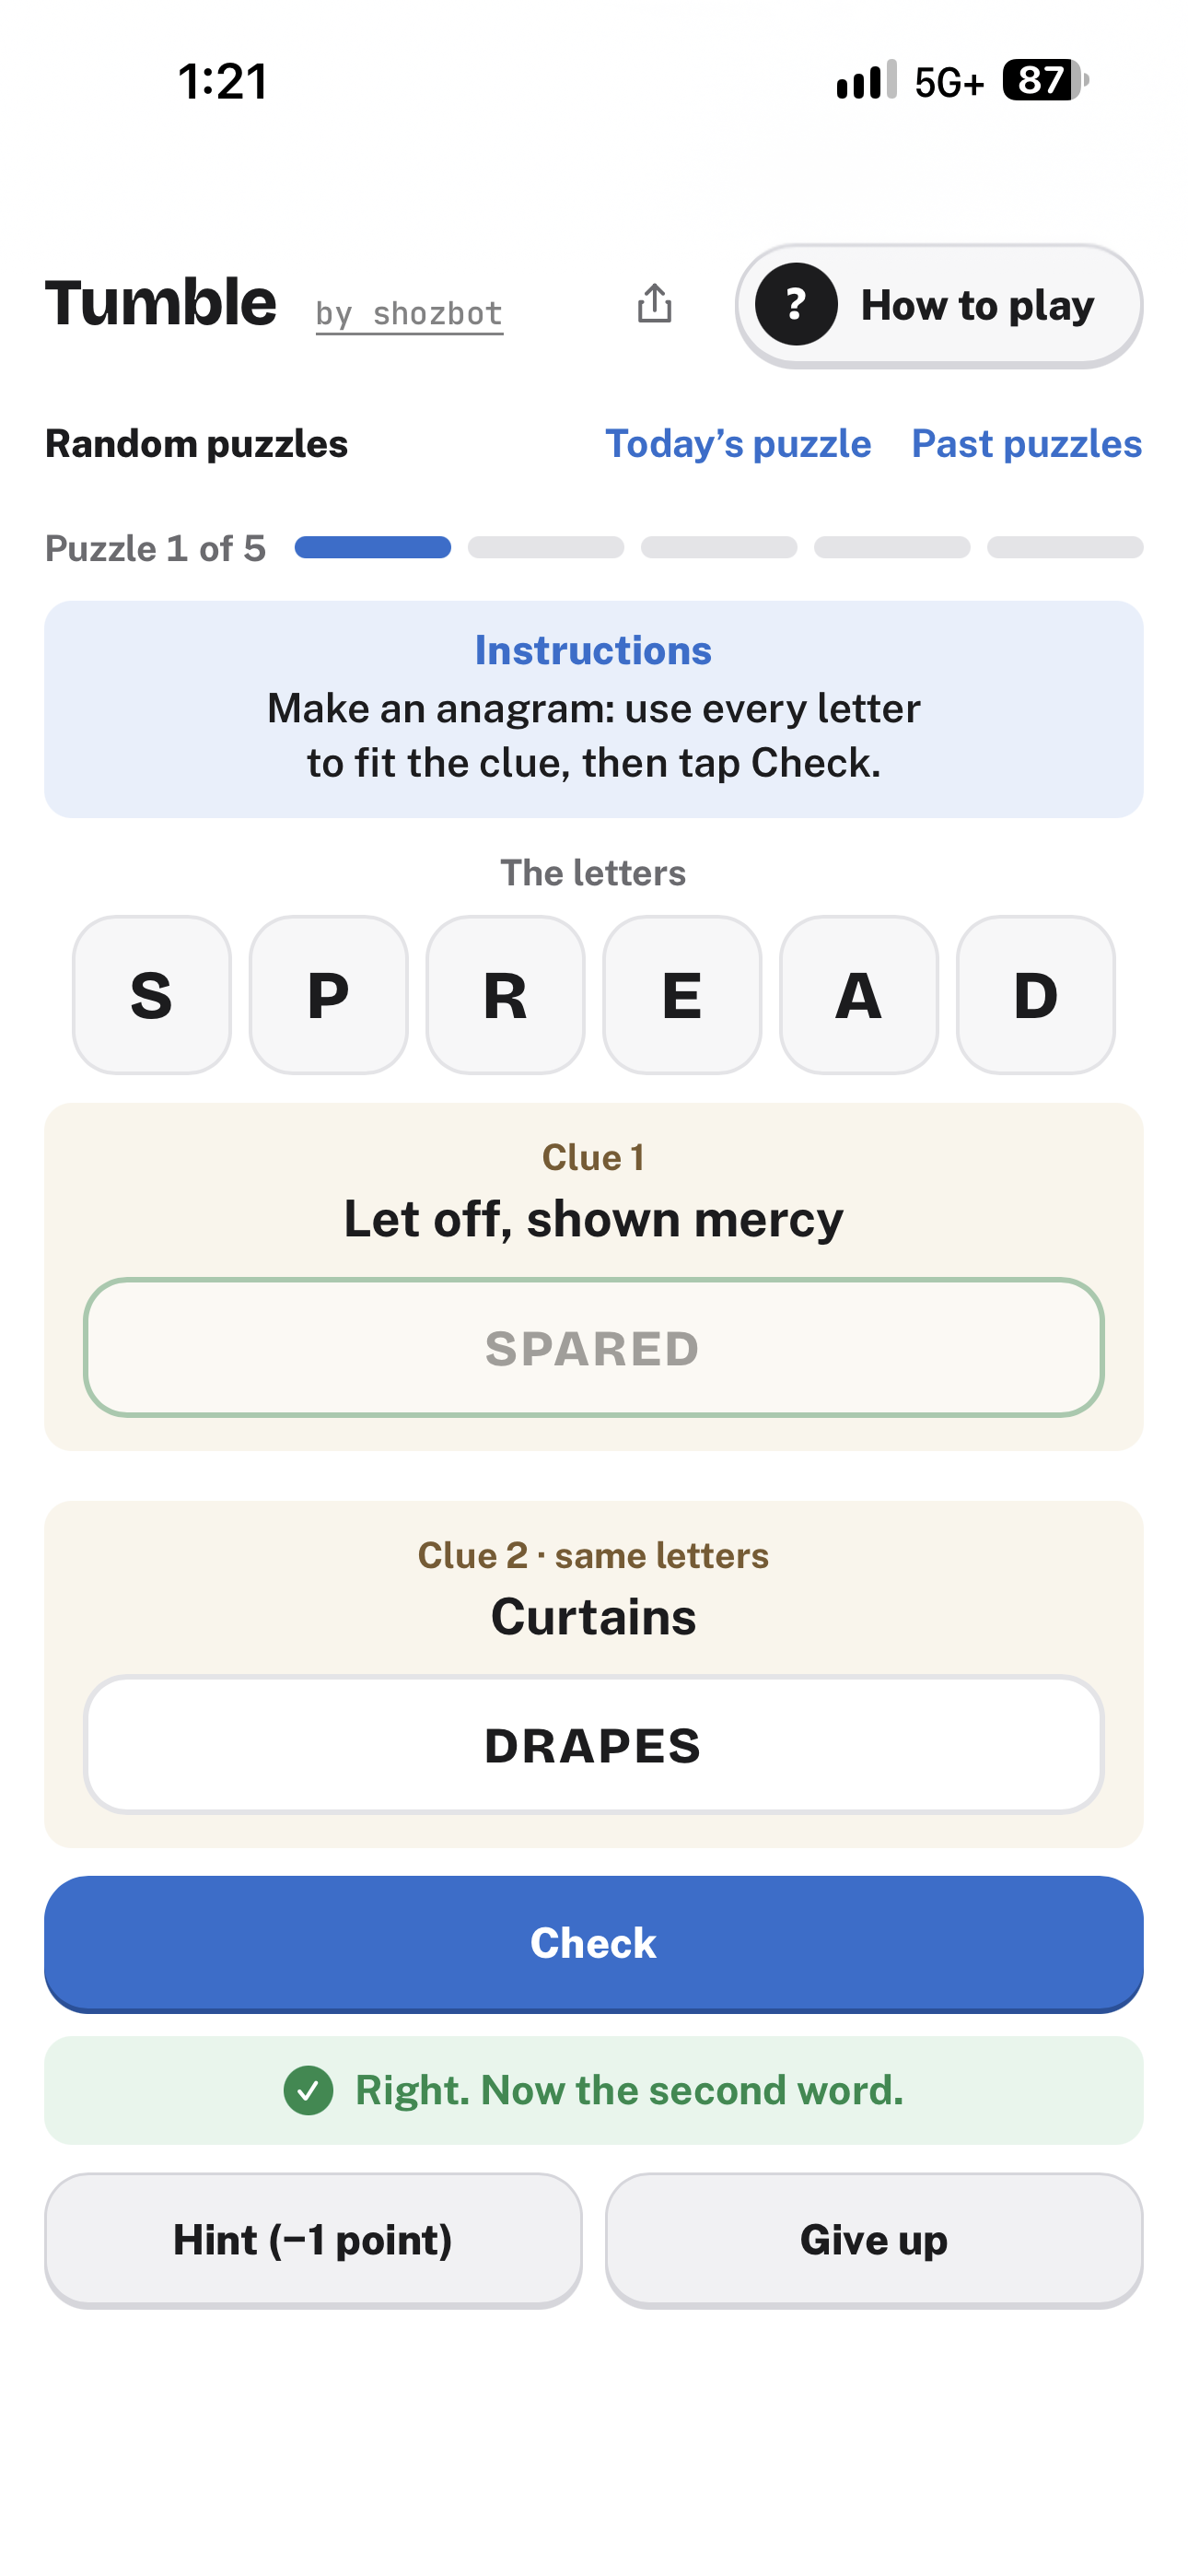 1:21
5G+ 87
Tumble by shozbot
? How to play
Random puzzles Today’s puzzle Past puzzles
Puzzle 1 of 5
Instructions
Make an anagram: use every letter
to fit the clue, then tap Check.
The letters
S P R E A D
Clue 1
Let off, shown mercy
SPARED
Clue 2 · same letters
Curtains
DRAPES
Check
Right. Now the second word.
Hint (−1 point) Give up